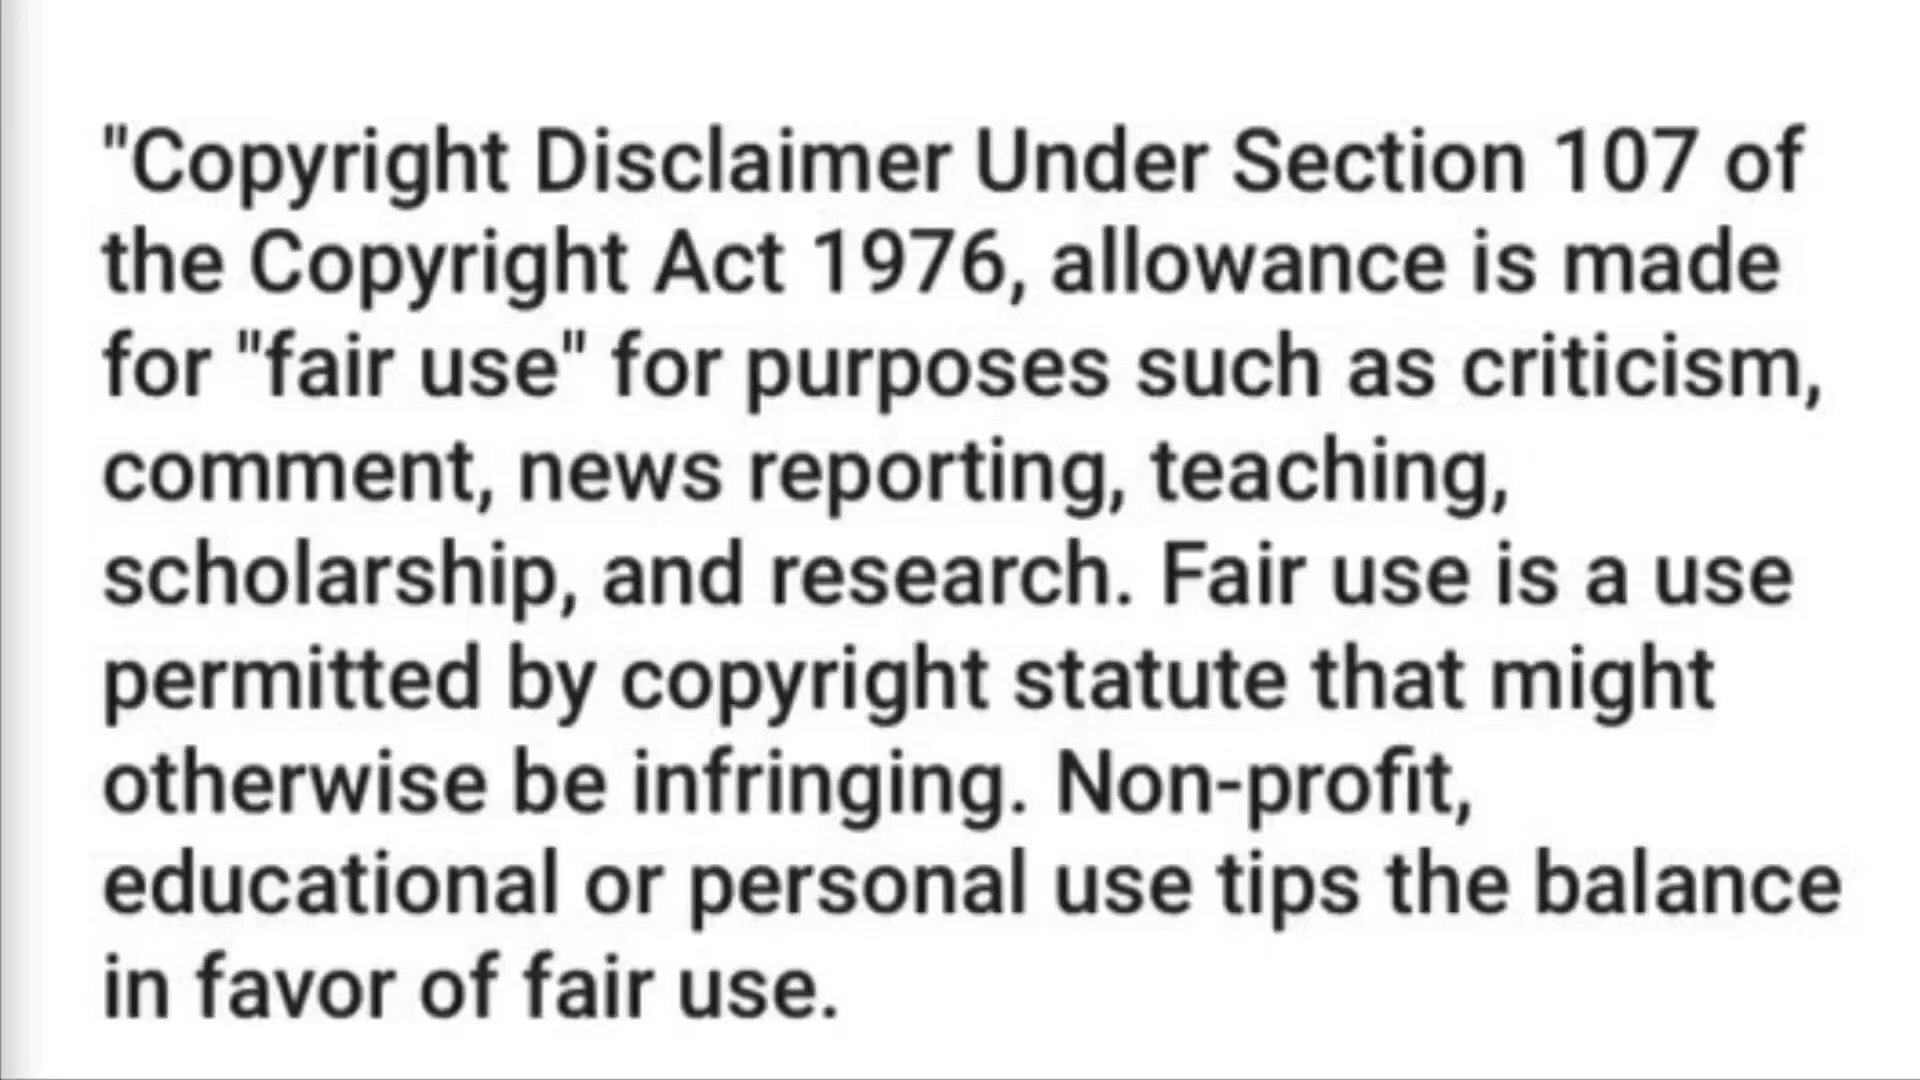 "Copyright Disclaimer Under Section 107 of
the Copyright Act 1976, allowance is made
for "fair use" for purposes such as criticism,
comment, news reporting, teaching,
scholarship, and research. Fair use is a use
permitted by copyright statute that might
otherwise be infringing. Non-profit,
educational or personal use tips the balance
in favor of fair use.